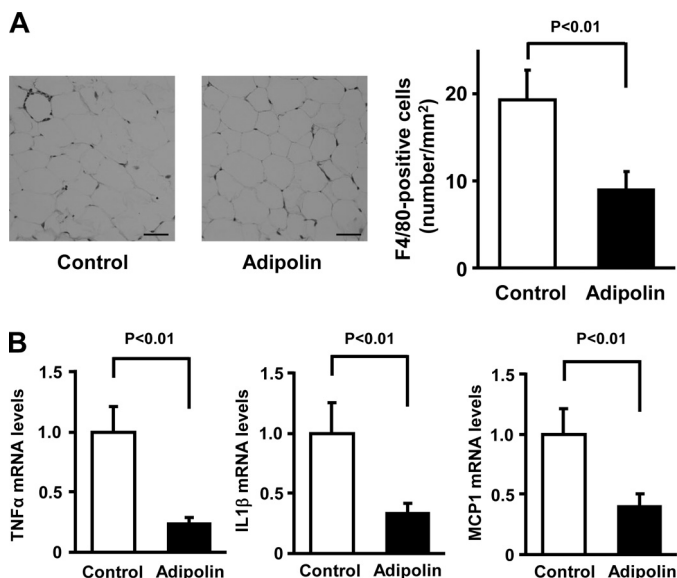 A
P<0.01
F4/80-positive cells
(number/mm²)
20
10
0
Control
Adipolin
Control Adipolin
B
P<0.01
TNFα mRNA levels
1.5
1.0
0.5
0
Control Adipolin
P<0.01
IL1β mRNA levels
1.5
1.0
0.5
0
Control Adipolin
P<0.01
MCP1 mRNA levels
1.5
1.0
0.5
0
Control Adipolin